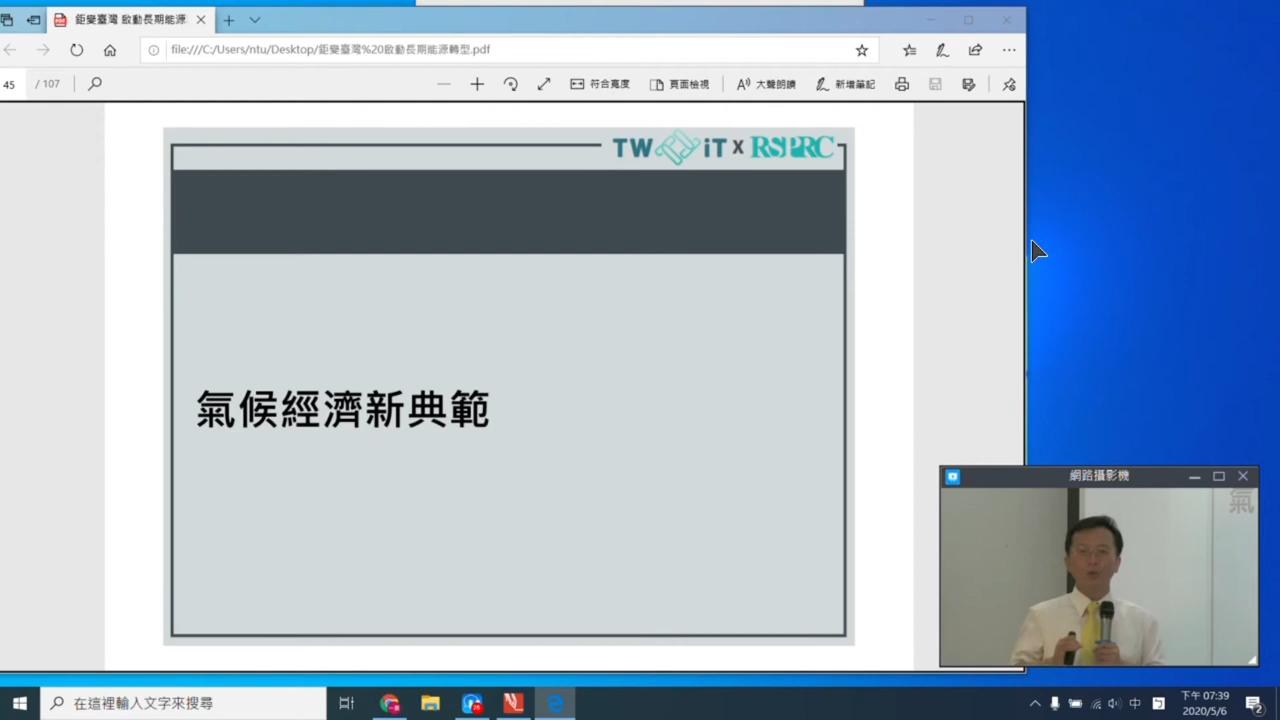 鉅變臺灣 啟動長期能源
file:///C:/Users/ntu/Desktop/鉅變臺灣%20啟動長期能源轉型.pdf
45 / 107
符合寬度
頁面檢視
大聲朗讀
新增筆記
TW iT X RSPRC
氣候經濟新典範
網路攝影機
氣
在這裡輸入文字來搜尋
中
下午 07:39
2020/5/6
2